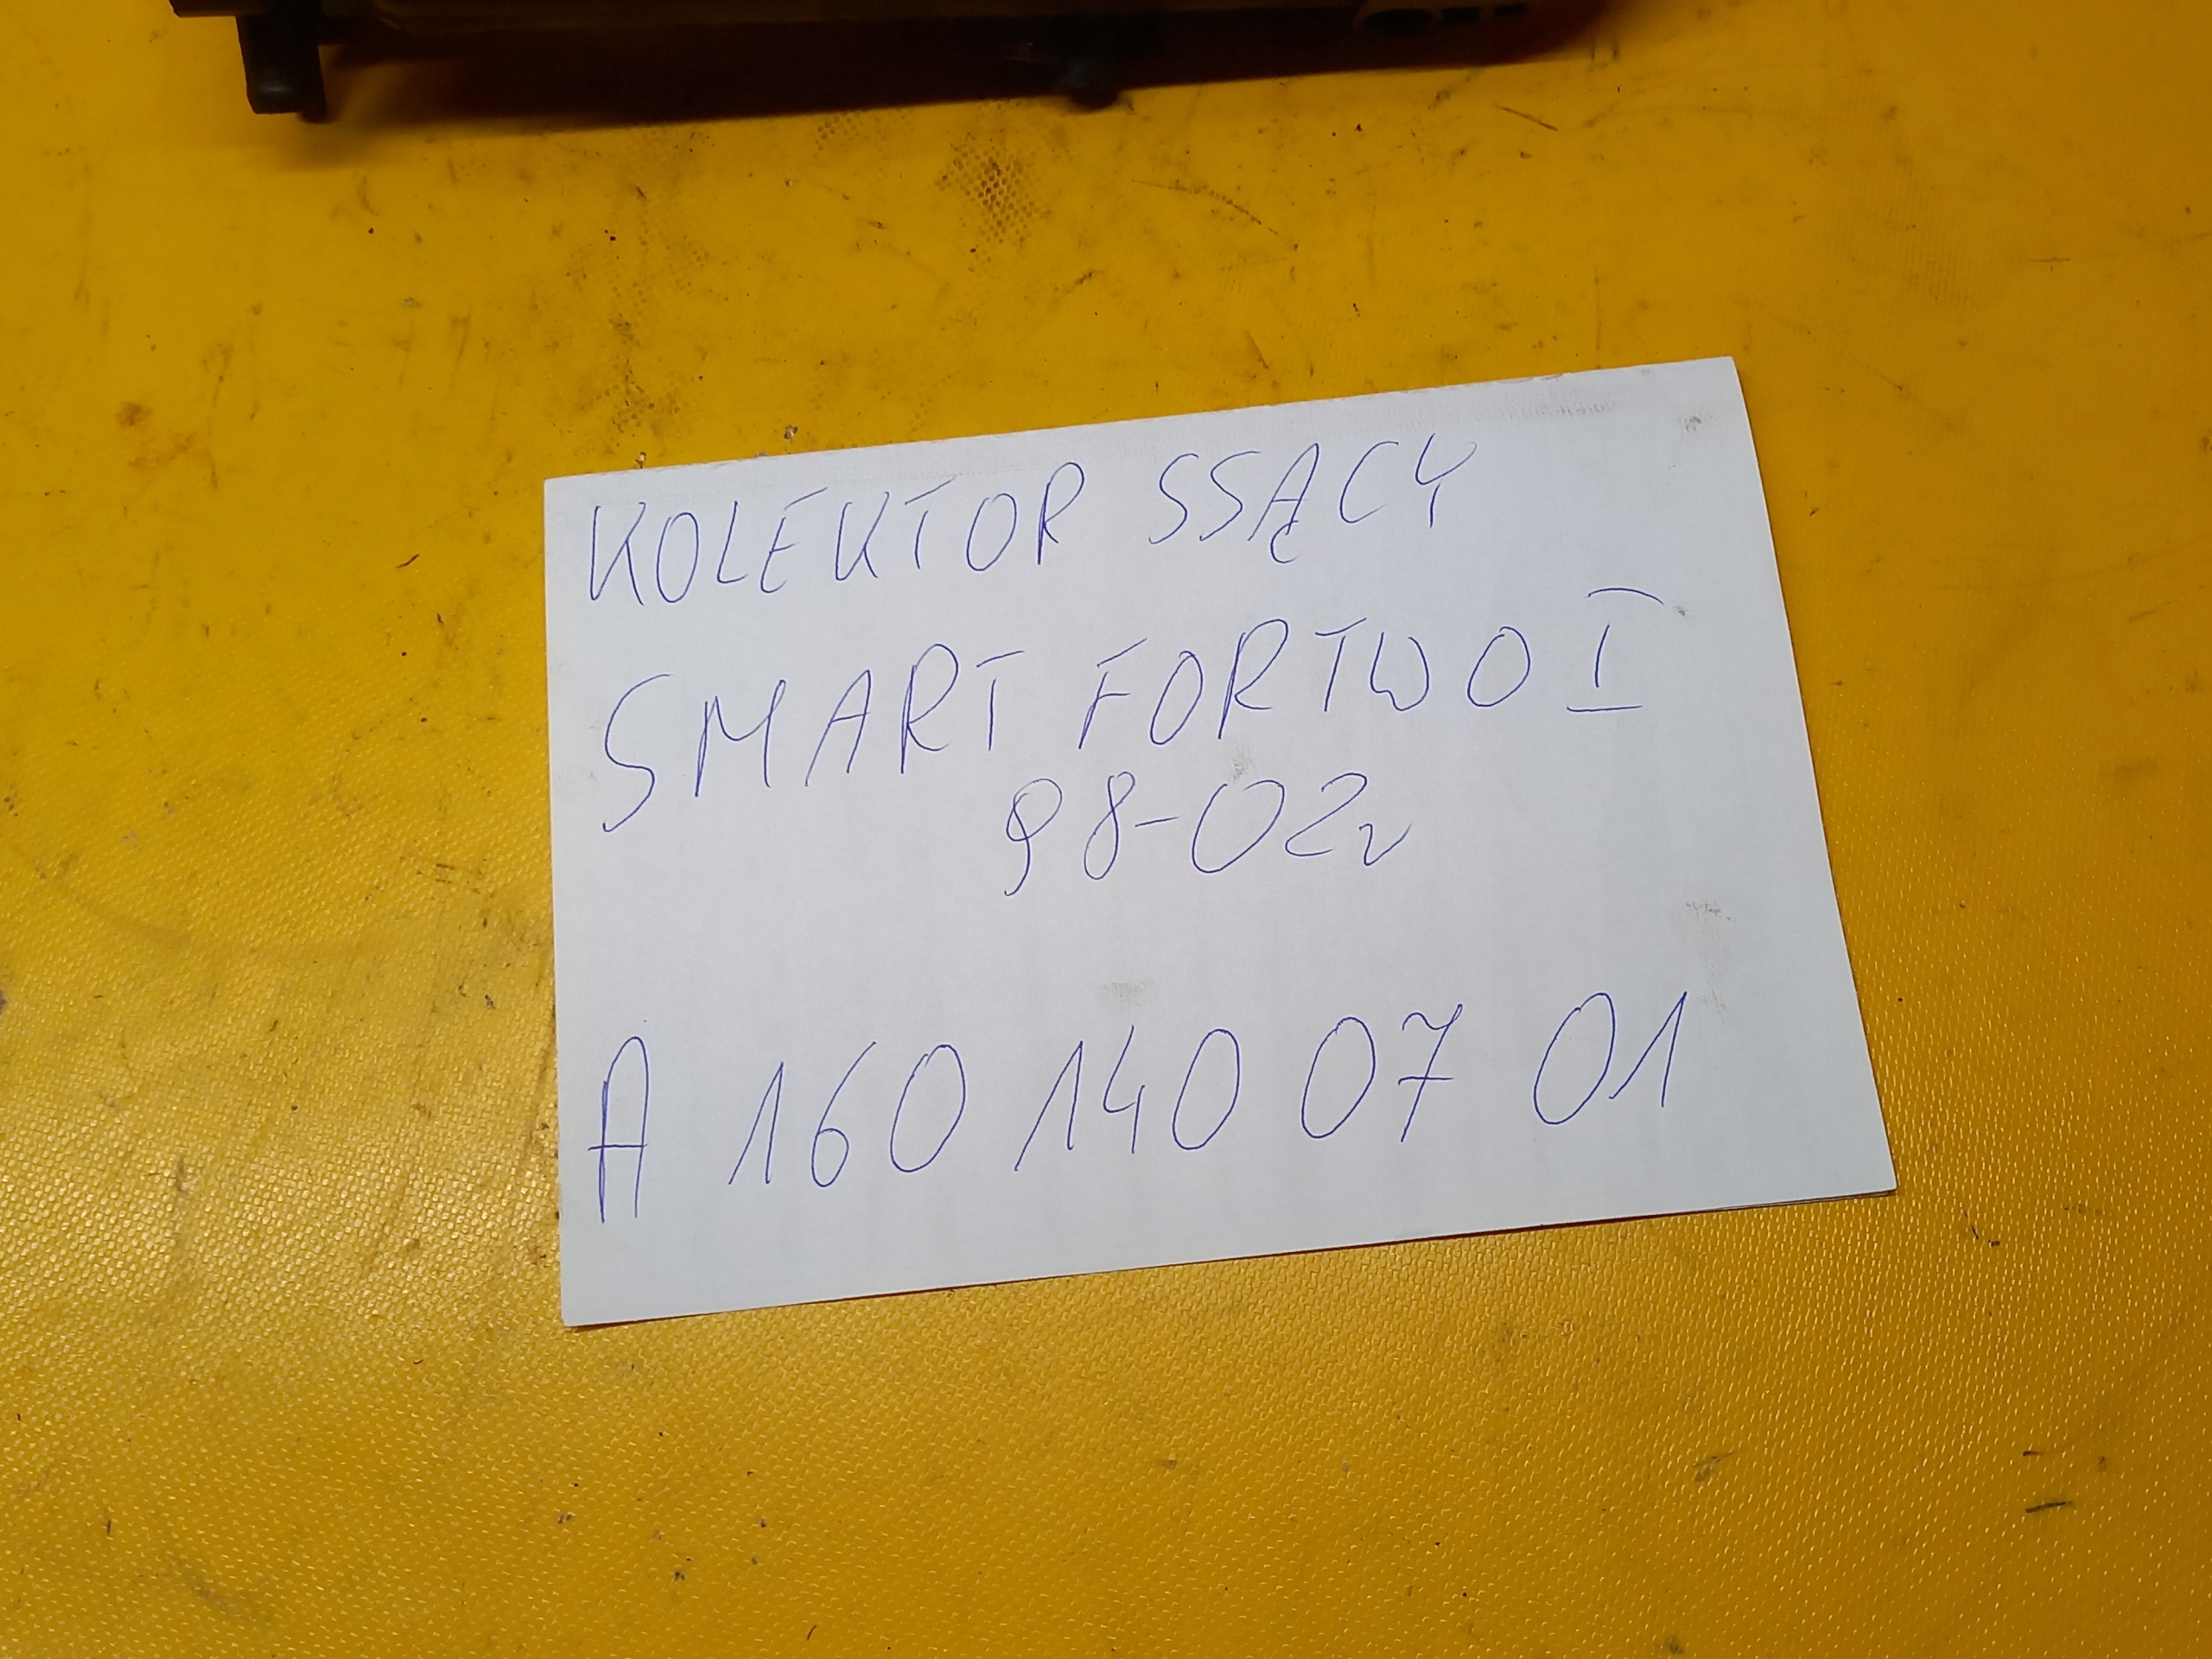 KOLEKTOR SSĄCY
SMART FORTWO I
98-02r
A 160 140 07 01